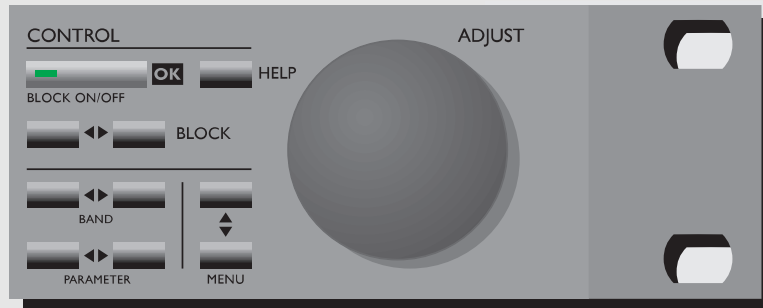 CONTROL
ADJUST
OK
HELP
BLOCK ON/OFF
BLOCK
BAND
PARAMETER
MENU